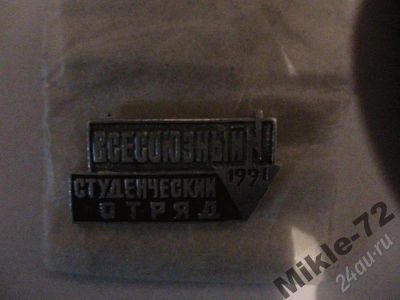 ВСЕСОЮЗНЫЙ
1991
СТУДЕНЧЕСКИЙ
ОТРЯД
Mikle-72
24au.ru